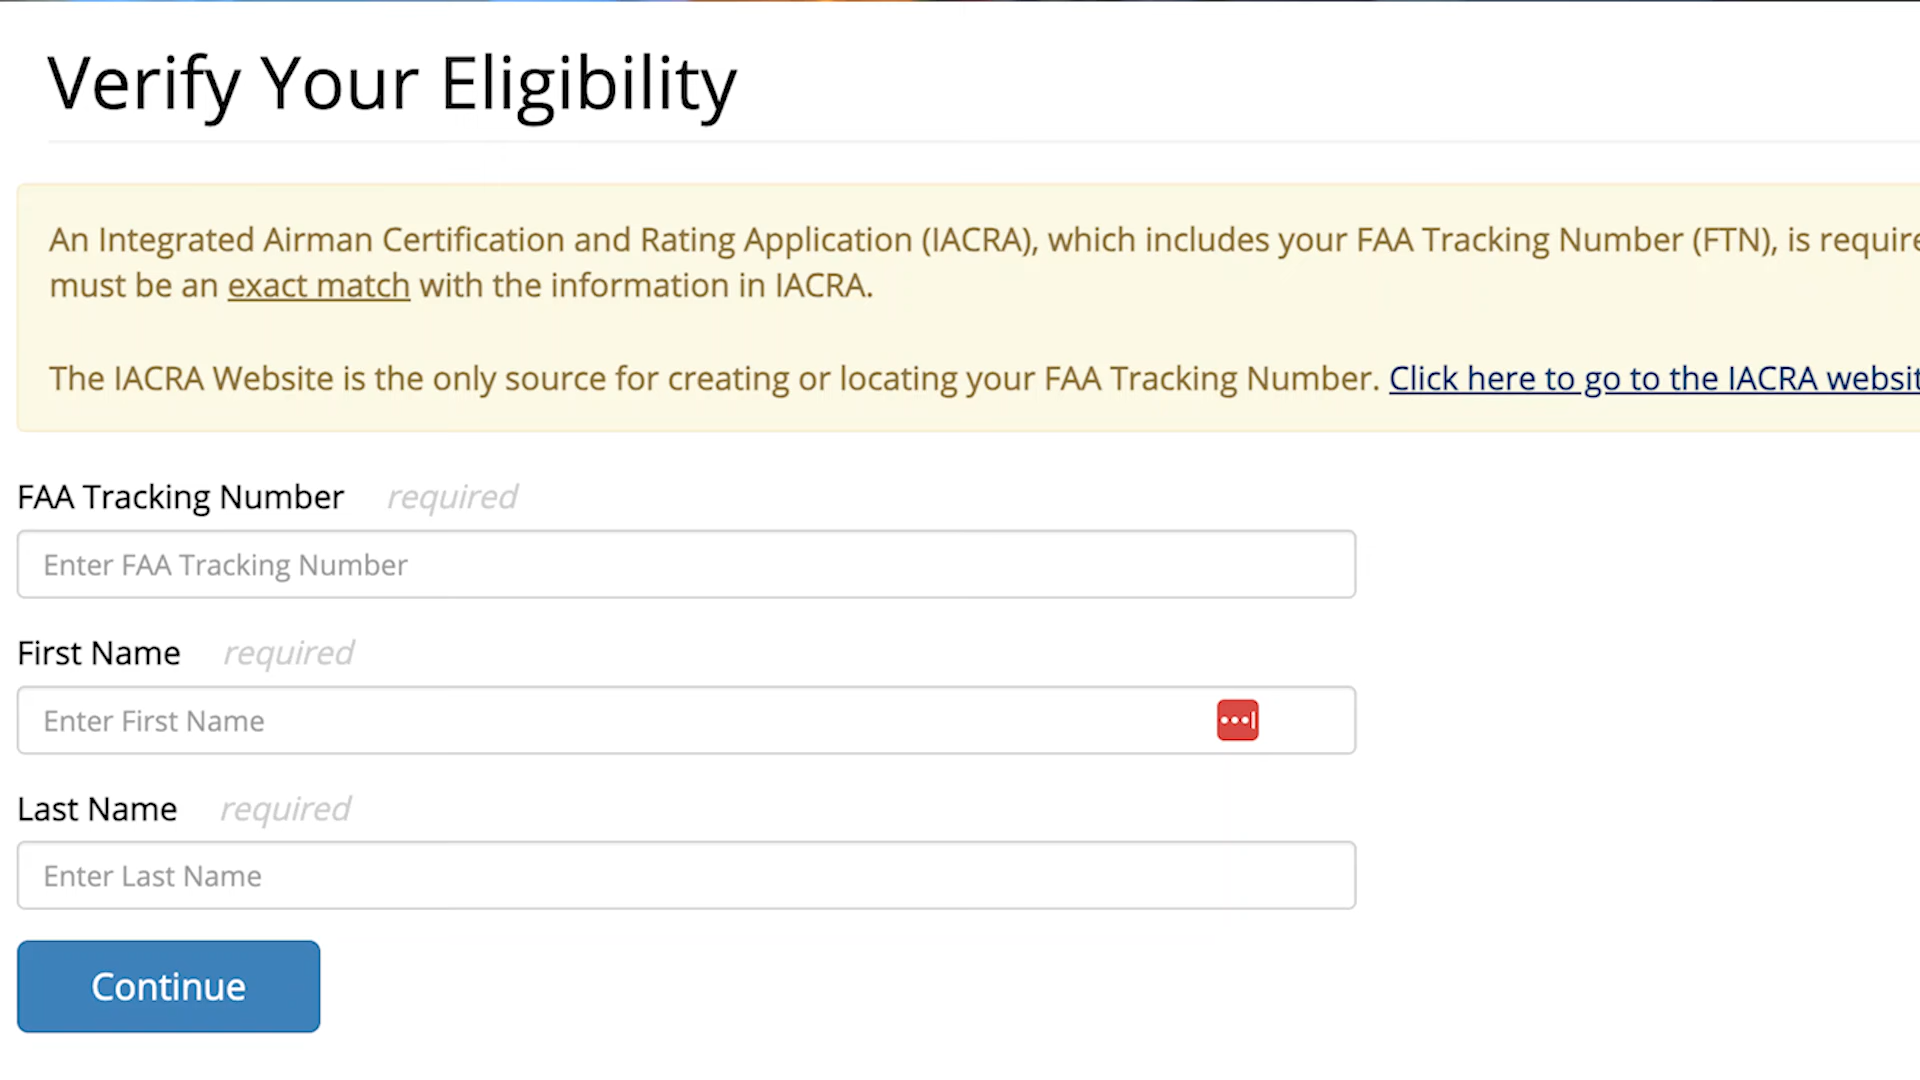 Verify Your Eligibility
An Integrated Airman Certification and Rating Application (IACRA), which includes your FAA Tracking Number (FTN), is
must be an exact match with the information in IACRA.
The IACRA Website is the only source for creating or locating your FAA Tracking Number. Click here to go to the IACRA
FAA Tracking Number required
Enter FAA Tracking Number
First Name required
Enter First Name
Last Name required
Enter Last Name
Continue